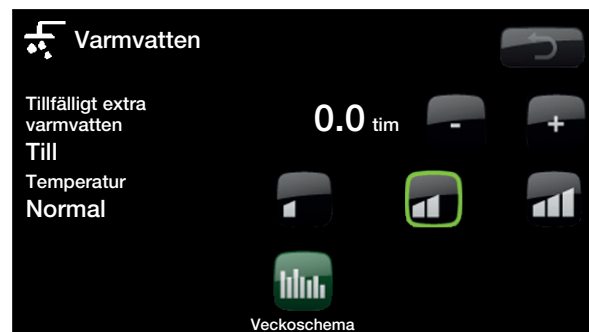 Varmvatten
Tillfälligt extra
varmvatten
0.0 tim - +
Till
Temperatur
Normal
Veckoschema